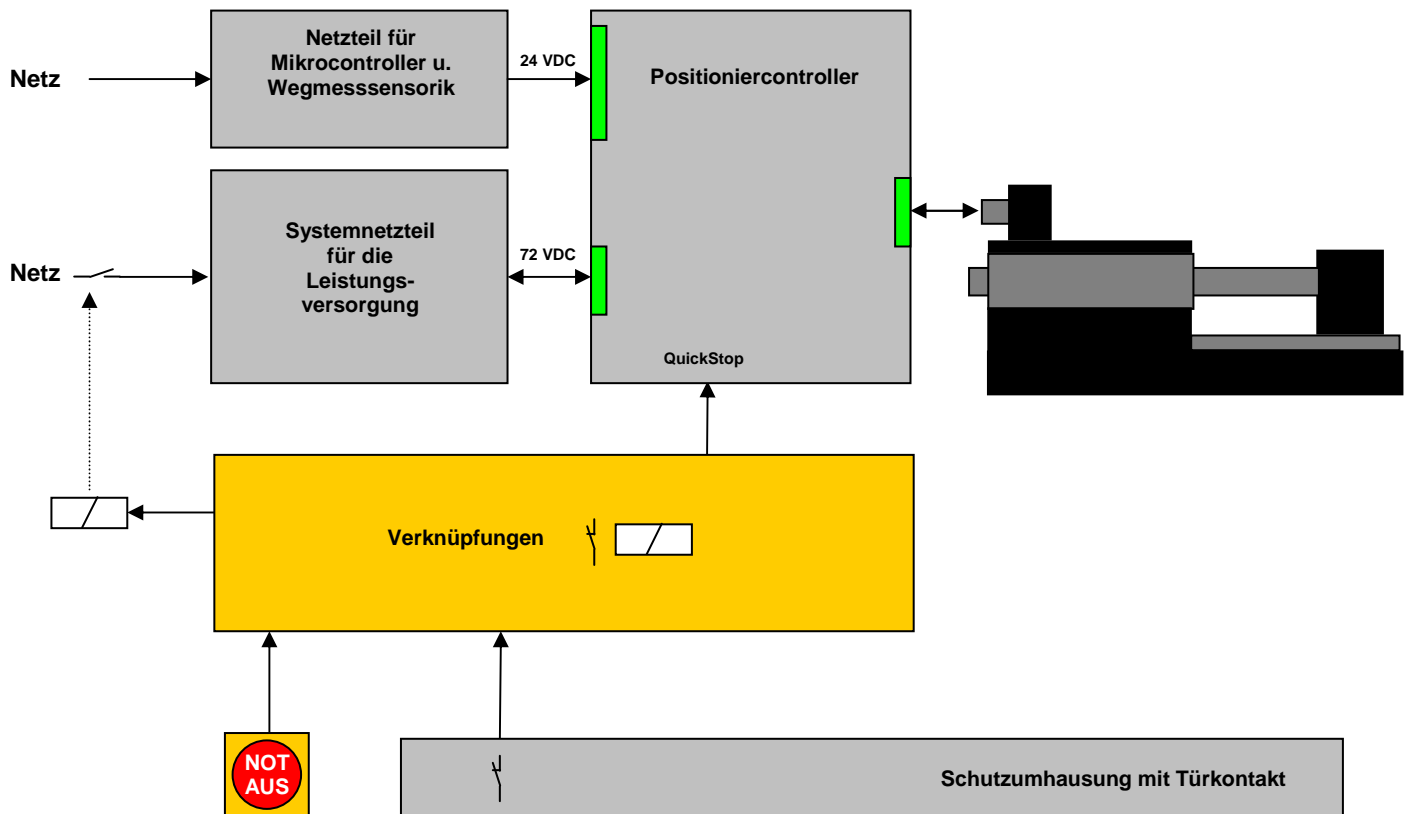 Netz
Netzteil für
Mikrocontroller u.
Wegmesssensorik
24 VDC
Positioniercontroller
Netz
Systemnetzteil
für die
Leistungs-
versorgung
72 VDC
QuickStop
Verknüpfungen
NOT
AUS
Schutzumhausung mit Türkontakt